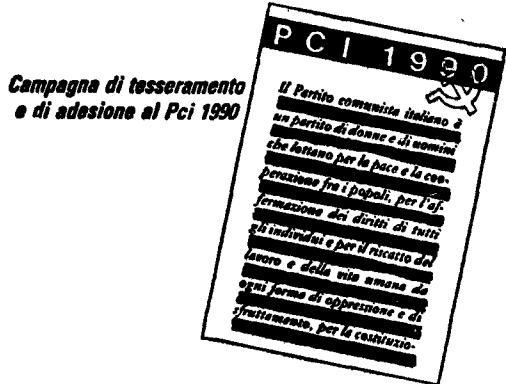 Campagna di tesseramento
e di adesione al Pci 1990
PCI 1990
Il Partito comunista italiano è
un partito di donne e di uomini
che lottano per la pace e la coo-
perazione fra i popoli, per l'af-
fermazione dei diritti di tutti
gli individui e per il riscatto del
lavoro e della vita umana da
ogni forma di oppressione e di
sfruttamento, per la costituzio-